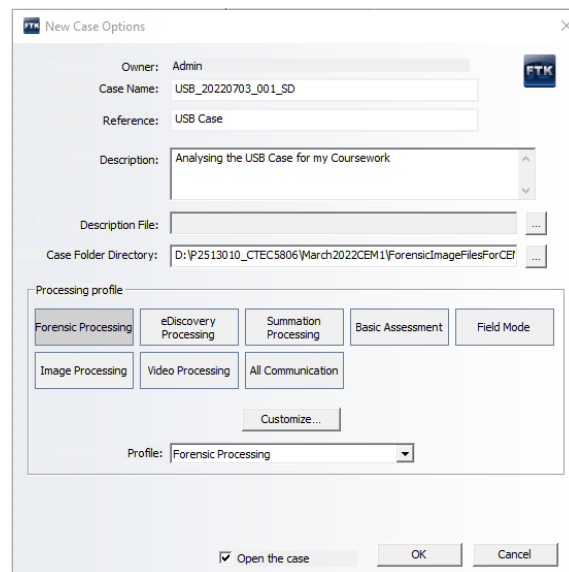 FTK New Case Options
FTK
Owner: Admin
Case Name: USB_20220703_001_SD
Reference: USB Case
Description: Analysing the USB Case for my Coursework
Description File: ...
Case Folder Directory: D:\P2513010_CTEC5806\March2022CEM1\ForensicImageFilesForCEM ...
Processing profile
Forensic Processing eDiscovery Processing Summation Processing Basic Assessment Field Mode
Image Processing Video Processing All Communication
Customize...
Profile: Forensic Processing
Open the case OK Cancel